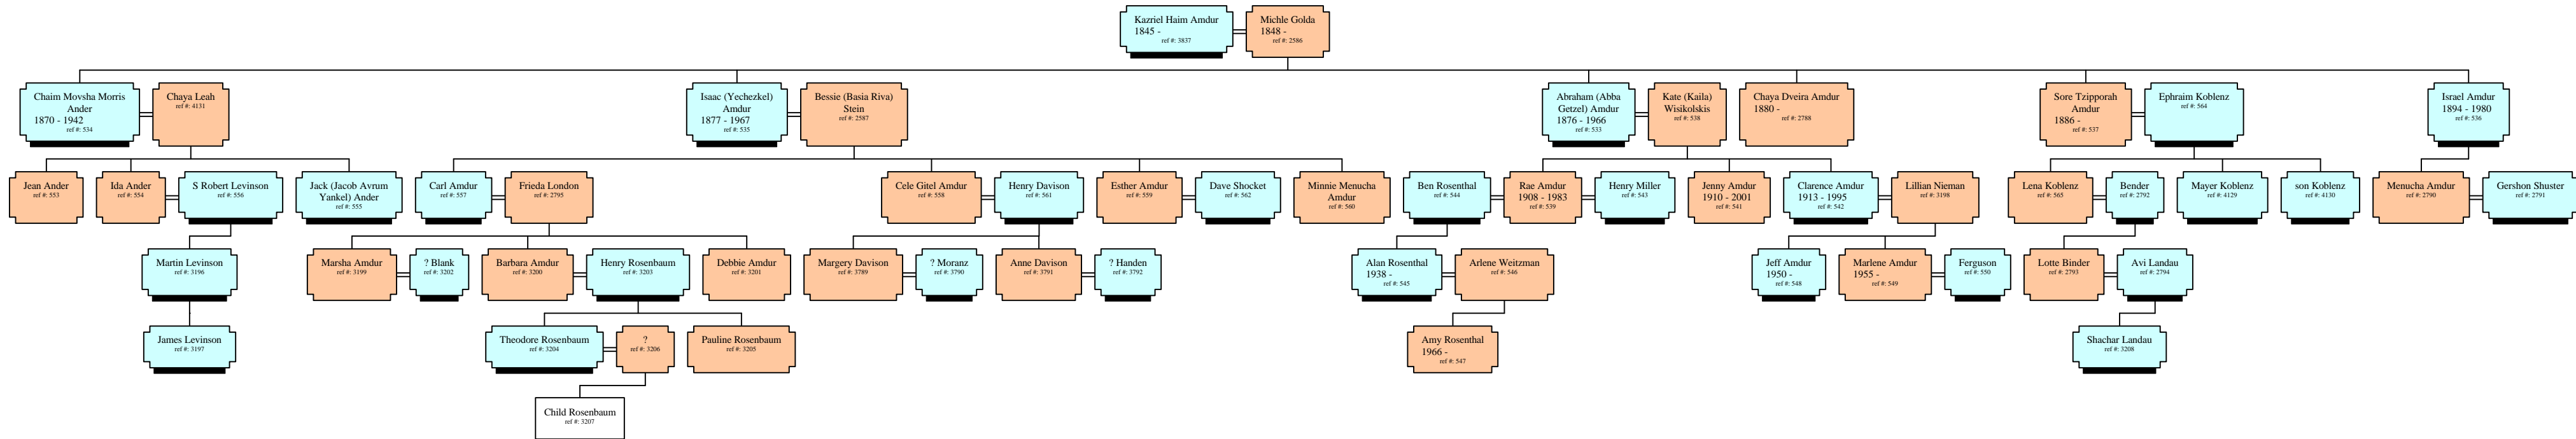 Kazriel Haim Amdur
1845 -
ref #: 3837
Michle Golda
1848 -
ref #: 2586
Chaim Movsha Morris
Ander
1870 - 1942
ref #: 534
Chaya Leah
ref #: 4131
Isaac (Yechezkel)
Amdur
1877 - 1967
ref #: 535
Bessie (Basia Riva)
Stein
ref #: 2587
Abraham (Abba
Getzel) Amdur
1876 - 1966
ref #: 533
Kate (Kaila)
Wisikolskis
ref #: 538
Chaya Dveira Amdur
1880 -
ref #: 2788
Sore Tzipporah
Amdur
1886 -
ref #: 537
Ephraim Koblenz
ref #: 564
Israel Amdur
1894 - 1980
ref #: 536
Jean Ander
ref #: 553
Ida Ander
ref #: 554
S Robert Levinson
ref #: 556
Jack (Jacob Avrum
Yankel) Ander
ref #: 555
Carl Amdur
ref #: 557
Frieda London
ref #: 2795
Cele Gitel Amdur
ref #: 558
Henry Davison
ref #: 561
Esther Amdur
ref #: 559
Dave Shocket
ref #: 562
Minnie Menucha
Amdur
ref #: 560
Ben Rosenthal
ref #: 544
Rae Amdur
1908 - 1983
ref #: 539
Henry Miller
ref #: 543
Jenny Amdur
1910 - 2001
ref #: 541
Clarence Amdur
1913 - 1995
ref #: 542
Lillian Nieman
ref #: 3198
Lena Koblenz
ref #: 565
Bender
ref #: 2792
Mayer Koblenz
ref #: 4129
son Koblenz
ref #: 4130
Menucha Amdur
ref #: 2790
Gershon Shuster
ref #: 2791
Martin Levinson
ref #: 3196
Marsha Amdur
ref #: 3199
? Blank
ref #: 3202
Barbara Amdur
ref #: 3200
Henry Rosenbaum
ref #: 3203
Debbie Amdur
ref #: 3201
Margery Davison
ref #: 3789
? Moranz
ref #: 3790
Anne Davison
ref #: 3791
? Handen
ref #: 3792
Alan Rosenthal
1938 -
ref #: 545
Arlene Weitzman
ref #: 546
Jeff Amdur
1950 -
ref #: 548
Marlene Amdur
1955 -
ref #: 549
Ferguson
ref #: 550
Lotte Binder
ref #: 2793
Avi Landau
ref #: 2794
James Levinson
ref #: 3197
Theodore Rosenbaum
ref #: 3204
?
ref #: 3206
Pauline Rosenbaum
ref #: 3205
Amy Rosenthal
1966 -
ref #: 547
Shachar Landau
ref #: 3208
Child Rosenbaum
ref #: 3207